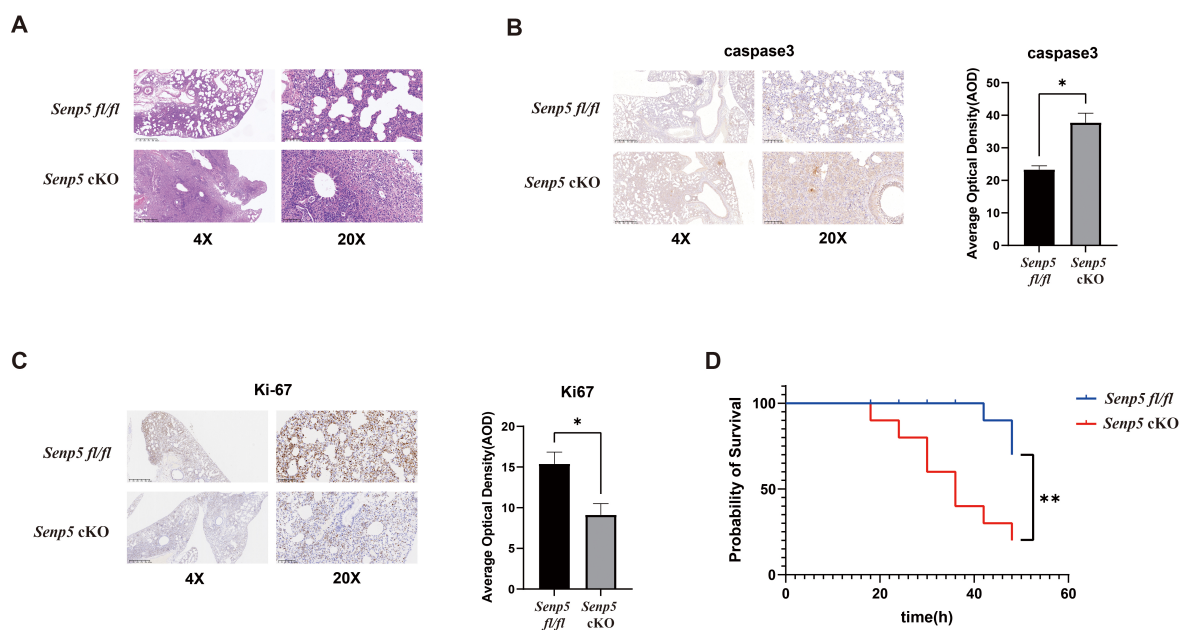 A
Senp5 fl/fl
Senp5 cKO
4X
20X
B
caspase3
Senp5 fl/fl
Senp5 cKO
4X
20X
caspase3
Average Optical Density(AOD)
50
40
30
20
10
0
*
Senp5 fl/fl
Senp5 cKO
C
Ki-67
Senp5 fl/fl
Senp5 cKO
4X
20X
Ki67
Average Optical Density(AOD)
20
15
10
5
0
*
Senp5 fl/fl
Senp5 cKO
D
Probability of Survival
100
50
0
0
20
40
60
time(h)
Senp5 fl/fl
Senp5 cKO
**